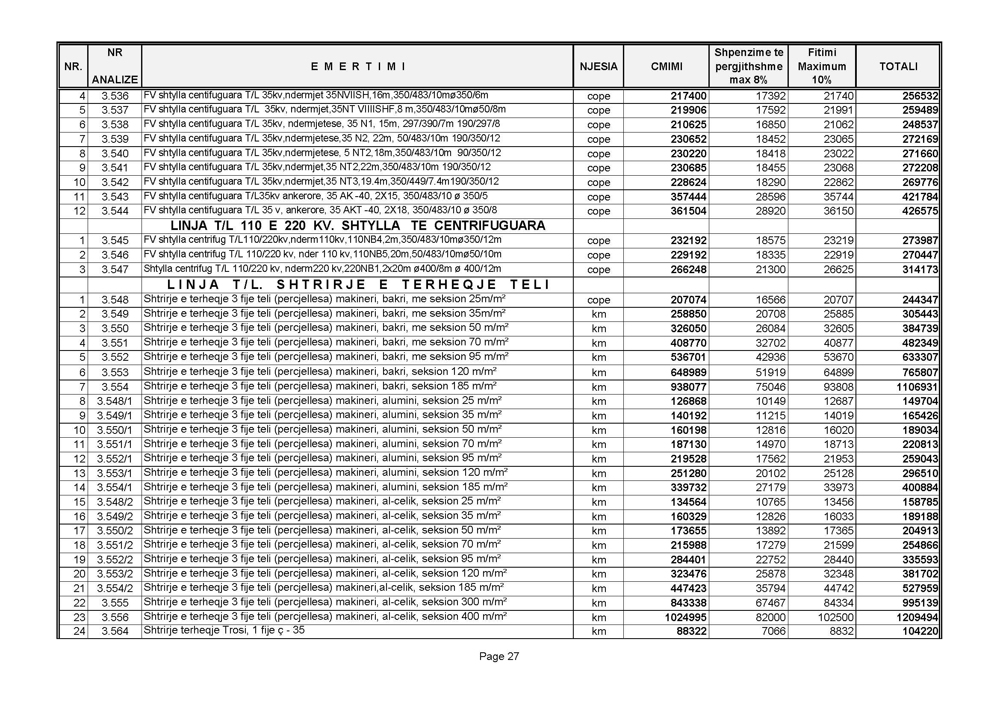 NR. NR ANALIZE E M E R T I M I NJESIA CMIMI Shpenzime te pergjithshme max 8% Fitimi Maximum 10% TOTALI
4 3.536 FV shtylla centifuguara T/L 35kv,ndermjet 35NVIISH,16m,350/483/10mø350/6m cope 217400 17392 21740 256532
5 3.537 FV shtylla centifuguara T/L 35kv, ndermjet,35NT VIIIISHF,8 m,350/483/10mø50/8m cope 219906 17592 21991 259489
6 3.538 FV shtylla centifuguara T/L 35kv, ndermjetese, 35 N1, 15m, 297/390/7m 190/297/8 cope 210625 16850 21062 248537
7 3.539 FV shtylla centifuguara T/L 35kv,ndermjetese,35 N2, 22m, 50/483/10m 190/350/12 cope 230652 18452 23065 272169
8 3.540 FV shtylla centifuguara T/L 35kv,ndermjetese, 5 NT2,18m,350/483/10m 90/350/12 cope 230220 18418 23022 271660
9 3.541 FV shtylla centifuguara T/L 35kv,ndermjet,35 NT2,22m,350/483/10m 190/350/12 cope 230685 18455 23068 272208
10 3.542 FV shtylla centifuguara T/L 35kv,ndermjet,35 NT3,19.4m,350/449/7.4m190/350/12 cope 228624 18290 22862 269776
11 3.543 FV shtylla centifuguara T/L35kv ankerore, 35 AK -40, 2X15, 350/483/10 ø 350/5 cope 357444 28596 35744 421784
12 3.544 FV shtylla centifuguara T/L 35 v, ankerore, 35 AKT -40, 2X18, 350/483/10 ø 350/8 cope 361504 28920 36150 426575
LINJA T/L 110 E 220 KV. SHTYLLA TE CENTRIFUGUARA
1 3.545 FV shtylla centrifug T/L110/220kv,nderm110kv,110NB4,2m,350/483/10mø350/12m cope 232192 18575 23219 273987
2 3.546 FV shtylla centrifug T/L 110/220 kv, nder 110 kv,110NB5,20m,50/483/10mø50/10m cope 229192 18335 22919 270447
3 3.547 Shtylla centrifug T/L 110/220 kv, nderm220 kv,220NB1,2x20m ø400/8m ø 400/12m cope 266248 21300 26625 314173
L I N J A T / L. S H T R I R J E E T E R H E Q J E T E L I
1 3.548 Shtrirje e terheqje 3 fije teli (percjellesa) makineri, bakri, me seksion 25m/m² cope 207074 16566 20707 244347
2 3.549 Shtrirje e terheqje 3 fije teli (percjellesa) makineri, bakri, me seksion 35m/m² km 258850 20708 25885 305443
3 3.550 Shtrirje e terheqje 3 fije teli (percjellesa) makineri, bakri, me seksion 50 m/m² km 326050 26084 32605 384739
4 3.551 Shtrirje e terheqje 3 fije teli (percjellesa) makineri, bakri, me seksion 70 m/m² km 408770 32702 40877 482349
5 3.552 Shtrirje e terheqje 3 fije teli (percjellesa) makineri, bakri, me seksion 95 m/m² km 536701 42936 53670 633307
6 3.553 Shtrirje e terheqje 3 fije teli (percjellesa) makineri, bakri, seksion 120 m/m² km 648989 51919 64899 765807
7 3.554 Shtrirje e terheqje 3 fije teli (percjellesa) makineri, bakri, seksion 185 m/m² km 938077 75046 93808 1106931
8 3.548/1 Shtrirje e terheqje 3 fije teli (percjellesa) makineri, alumini, seksion 25 m/m² km 126868 10149 12687 149704
9 3.549/1 Shtrirje e terheqje 3 fije teli (percjellesa) makineri, alumini, seksion 35 m/m² km 140192 11215 14019 165426
10 3.550/1 Shtrirje e terheqje 3 fije teli (percjellesa) makineri, alumini, seksion 50 m/m² km 160198 12816 16020 189034
11 3.551/1 Shtrirje e terheqje 3 fije teli (percjellesa) makineri, alumini, seksion 70 m/m² km 187130 14970 18713 220813
12 3.552/1 Shtrirje e terheqje 3 fije teli (percjellesa) makineri, alumini, seksion 95 m/m² km 219528 17562 21953 259043
13 3.553/1 Shtrirje e terheqje 3 fije teli (percjellesa) makineri, alumini, seksion 120 m/m² km 251280 20102 25128 296510
14 3.554/1 Shtrirje e terheqje 3 fije teli (percjellesa) makineri, alumini, seksion 185 m/m² km 339732 27179 33973 400884
15 3.548/2 Shtrirje e terheqje 3 fije teli (percjellesa) makineri, al-celik, seksion 25 m/m² km 134564 10765 13456 158785
16 3.549/2 Shtrirje e terheqje 3 fije teli (percjellesa) makineri, al-celik, seksion 35 m/m² km 160329 12826 16033 189188
17 3.550/2 Shtrirje e terheqje 3 fije teli (percjellesa) makineri, al-celik, seksion 50 m/m² km 173655 13892 17365 204913
18 3.551/2 Shtrirje e terheqje 3 fije teli (percjellesa) makineri, al-celik, seksion 70 m/m² km 215988 17279 21599 254866
19 3.552/2 Shtrirje e terheqje 3 fije teli (percjellesa) makineri, al-celik, seksion 95 m/m² km 284401 22752 28440 335593
20 3.553/2 Shtrirje e terheqje 3 fije teli (percjellesa) makineri, al-celik, seksion 120 m/m² km 323476 25878 32348 381702
21 3.554/2 Shtrirje e terheqje 3 fije teli (percjellesa) makineri,al-celik, seksion 185 m/m² km 447423 35794 44742 527959
22 3.555 Shtrirje e terheqje 3 fije teli (percjellesa) makineri, al-celik, seksion 300 m/m² km 843338 67467 84334 995139
23 3.556 Shtrirje e terheqje 3 fije teli (percjellesa) makineri, al-celik, seksion 400 m/m² km 1024995 82000 102500 1209494
24 3.564 Shtrirje terheqje Trosi, 1 fije ç - 35 km 88322 7066 8832 104220
Page 27